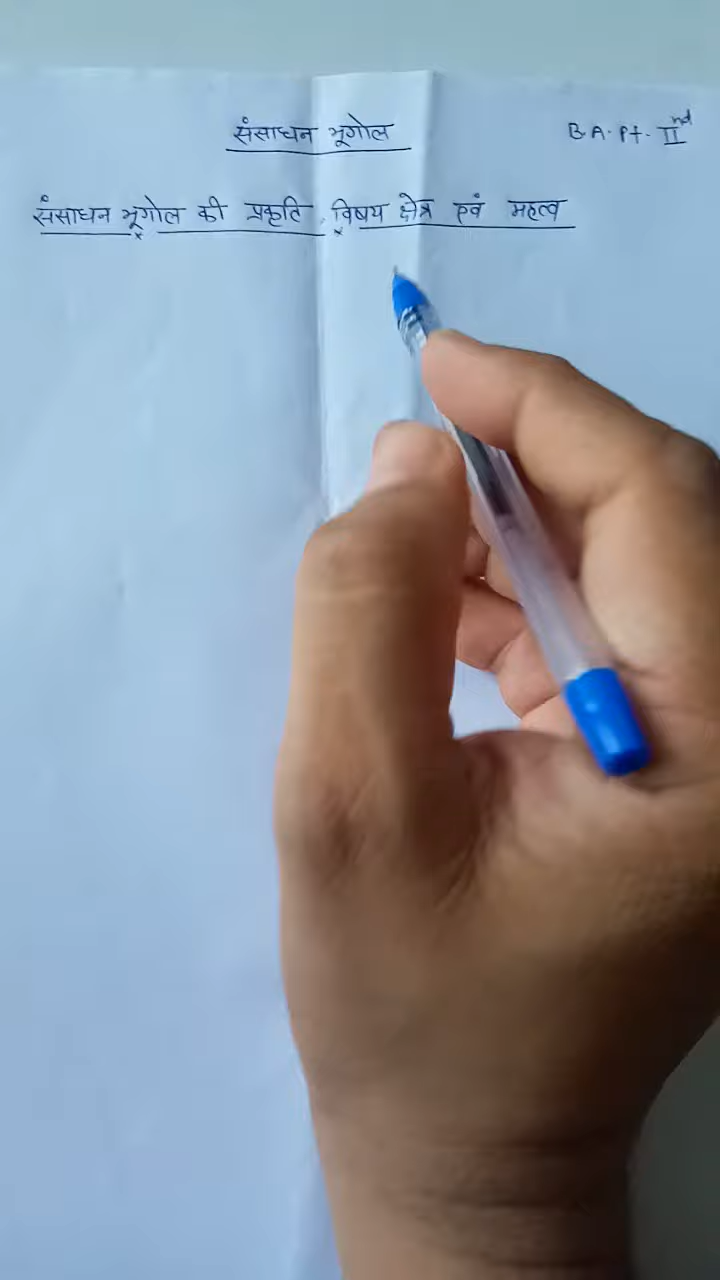 संसाधन भूगोल
B.A. Pt. IInd
संसाधन भूगोल की प्रकृति, विषय क्षेत्र एवं महत्व